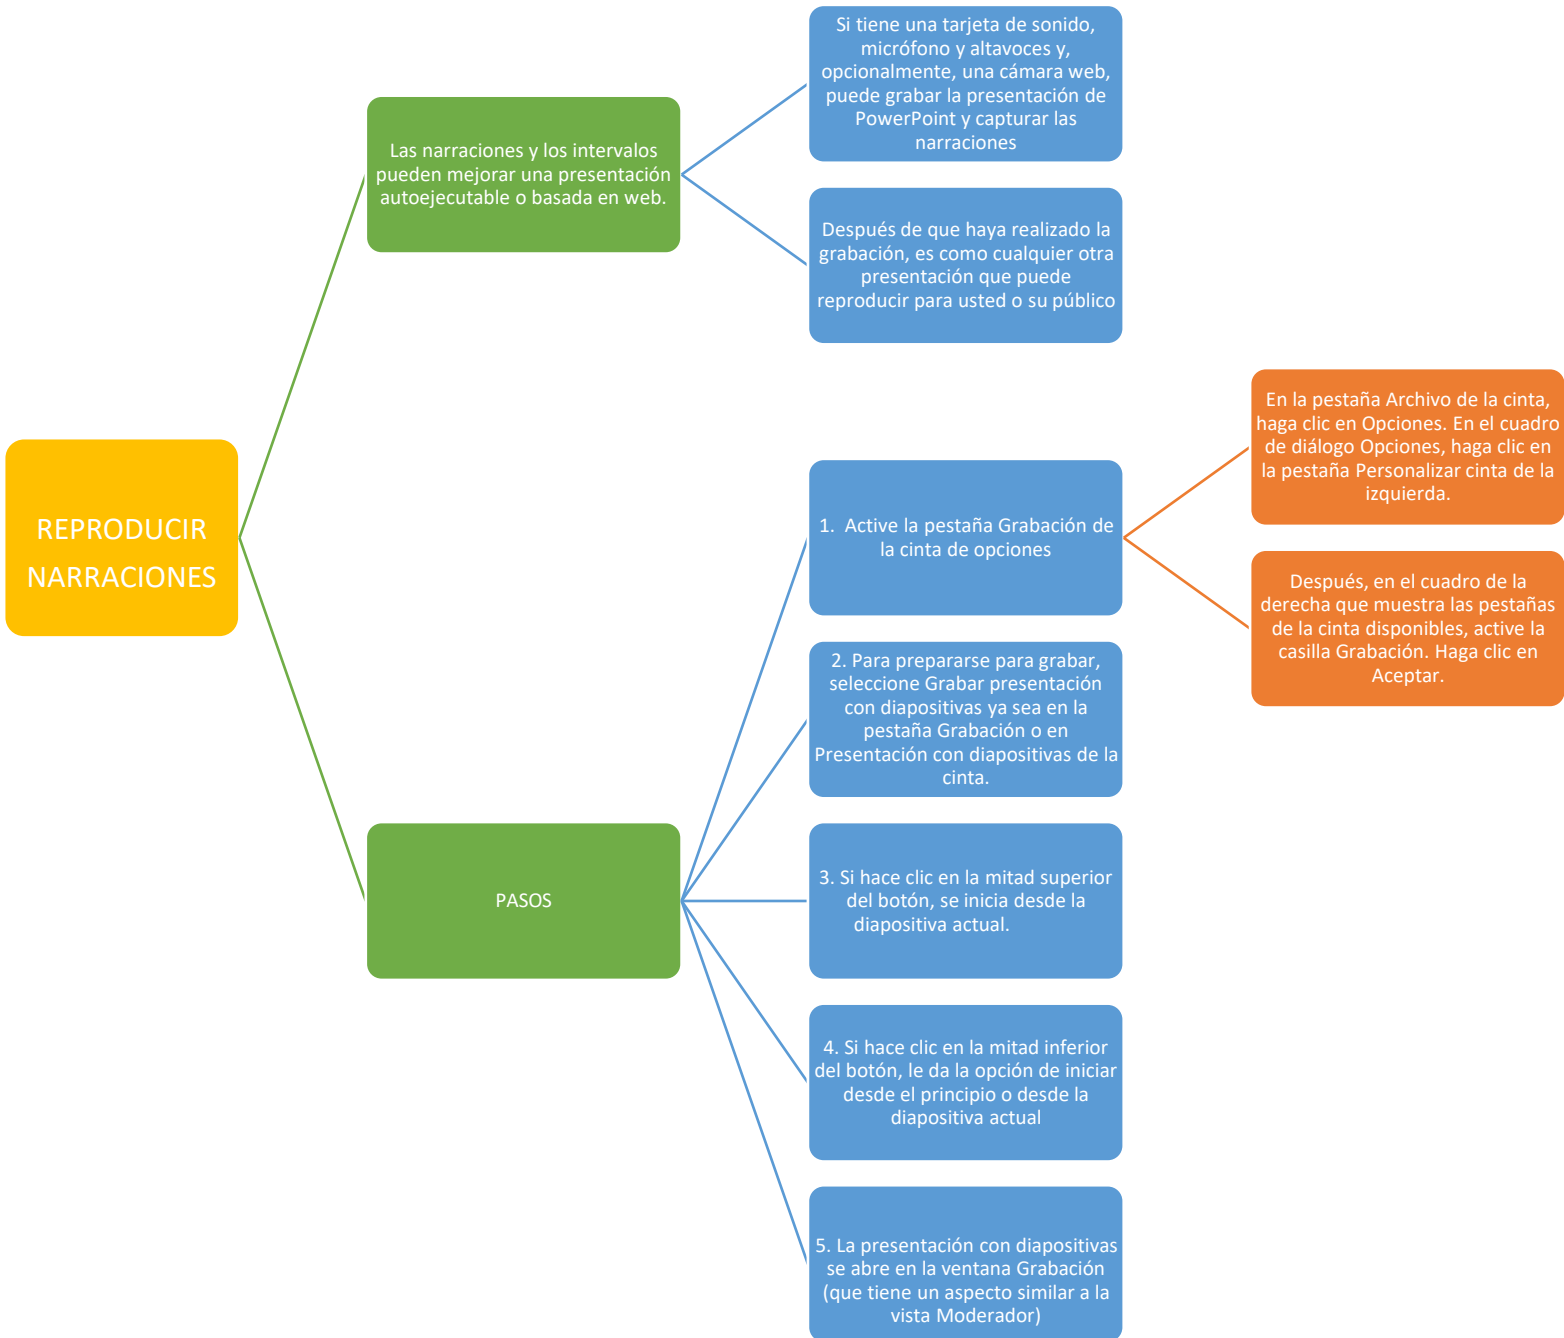 REPRODUCIR
NARRACIONES
Las narraciones y los intervalos
pueden mejorar una presentación
autoejecutable o basada en web.
Si tiene una tarjeta de sonido,
micrófono y altavoces y,
opcionalmente, una cámara web,
puede grabar la presentación de
PowerPoint y capturar las
narraciones
Después de que haya realizado la
grabación, es como cualquier otra
presentación que puede
reproducir para usted o su público
PASOS
1. Active la pestaña Grabación de
la cinta de opciones
En la pestaña Archivo de la cinta,
haga clic en Opciones. En el cuadro
de diálogo Opciones, haga clic en
la pestaña Personalizar cinta de la
izquierda.
Después, en el cuadro de la
derecha que muestra las pestañas
de la cinta disponibles, active la
casilla Grabación. Haga clic en
Aceptar.
2. Para prepararse para grabar,
seleccione Grabar presentación
con diapositivas ya sea en la
pestaña Grabación o en
Presentación con diapositivas de la
cinta.
3. Si hace clic en la mitad superior
del botón, se inicia desde la
diapositiva actual.
4. Si hace clic en la mitad inferior
del botón, le da la opción de iniciar
desde el principio o desde la
diapositiva actual
5. La presentación con diapositivas
se abre en la ventana Grabación
(que tiene un aspecto similar a la
vista Moderador)